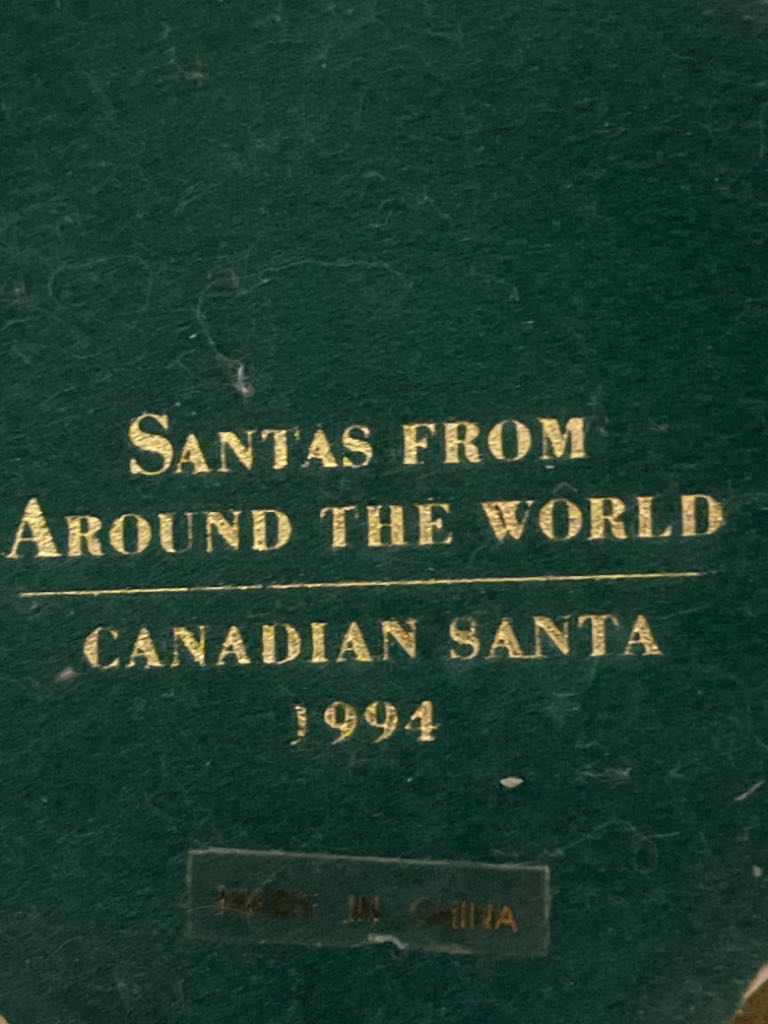 SANTAS FROM
AROUND THE WORLD
CANADIAN SANTA
1994
MADE IN CHINA